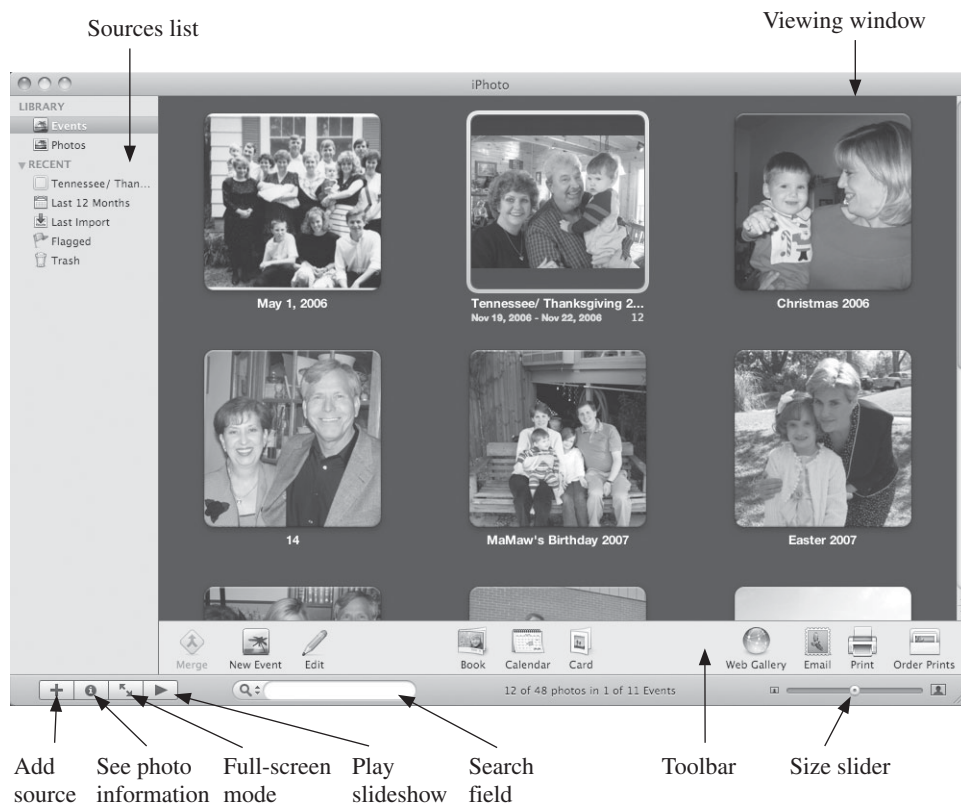 Sources list
Viewing window
iPhoto
LIBRARY
Events
Photos
RECENT
Tennessee/ Than...
Last 12 Months
Last Import
Flagged
Trash
May 1, 2006
Tennessee/ Thanksgiving 2...
Nov 19, 2006 - Nov 22, 2006 12
Christmas 2006
14
MaMaw's Birthday 2007
Easter 2007
Merge
New Event
Edit
Book
Calendar
Card
Web Gallery
Email
Print
Order Prints
12 of 48 photos in 1 of 11 Events
Add source
See photo information
Full-screen mode
Play slideshow
Search field
Toolbar
Size slider